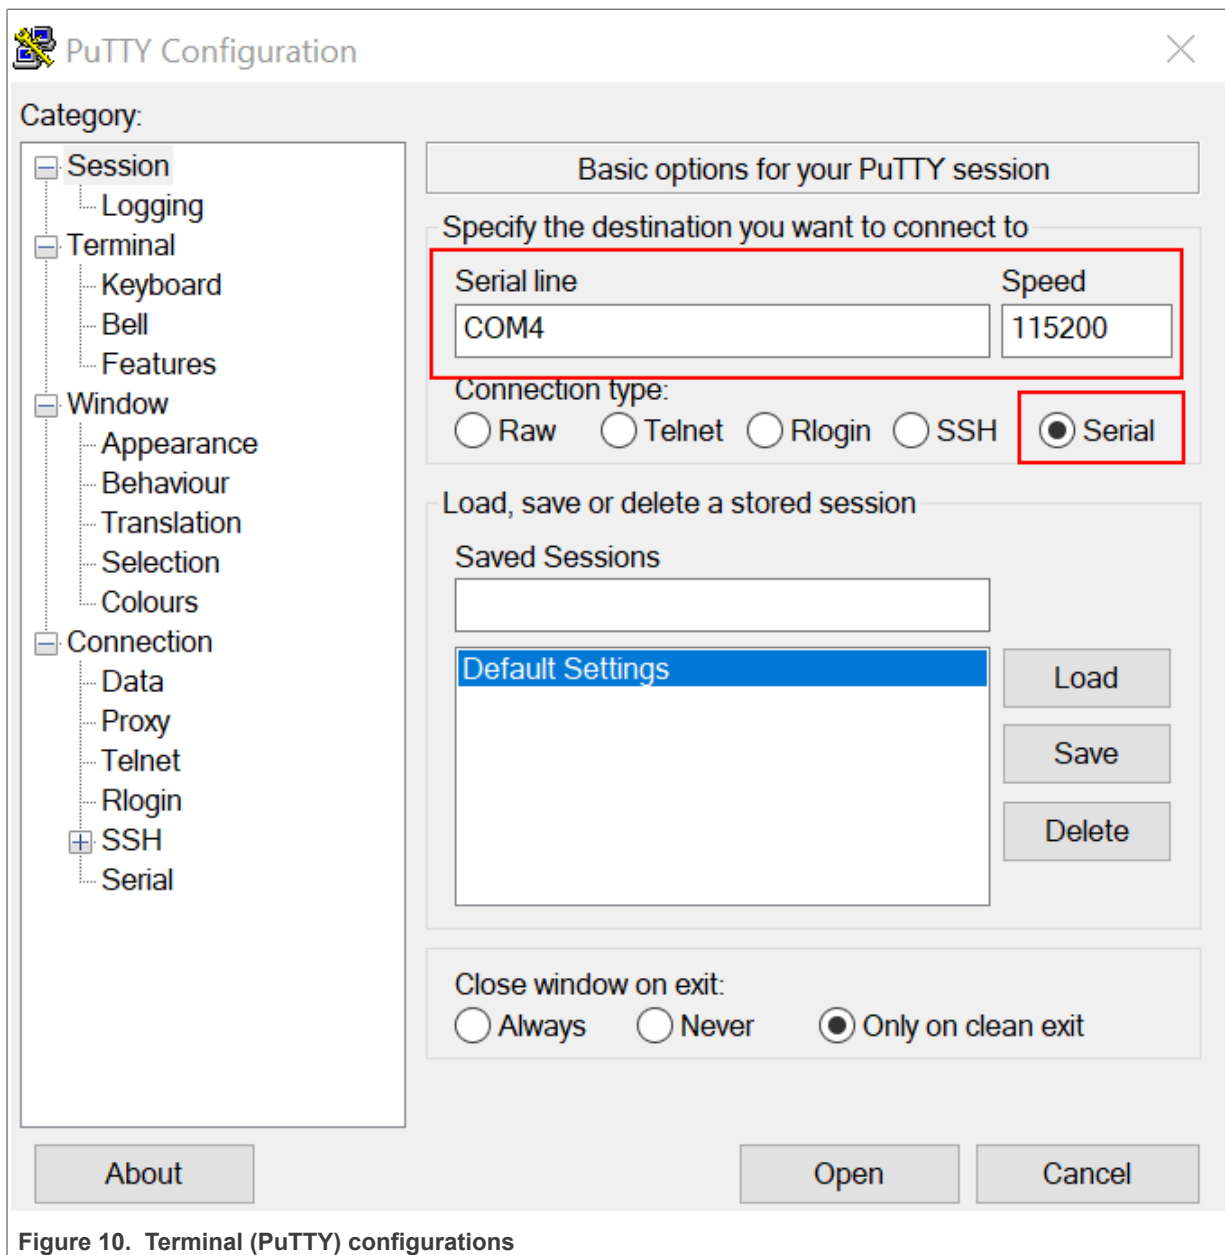 PuTTY Configuration
Category:
Session
Logging
Terminal
Keyboard
Bell
Features
Window
Appearance
Behaviour
Translation
Selection
Colours
Connection
Data
Proxy
Telnet
Rlogin
SSH
Serial
Basic options for your PuTTY session
Specify the destination you want to connect to
Serial line Speed
COM4 115200
Connection type:
Raw Telnet Rlogin SSH Serial
Load, save or delete a stored session
Saved Sessions
Default Settings
Load
Save
Delete
Close window on exit:
Always Never Only on clean exit
About Open Cancel
Figure 10. Terminal (PuTTY) configurations